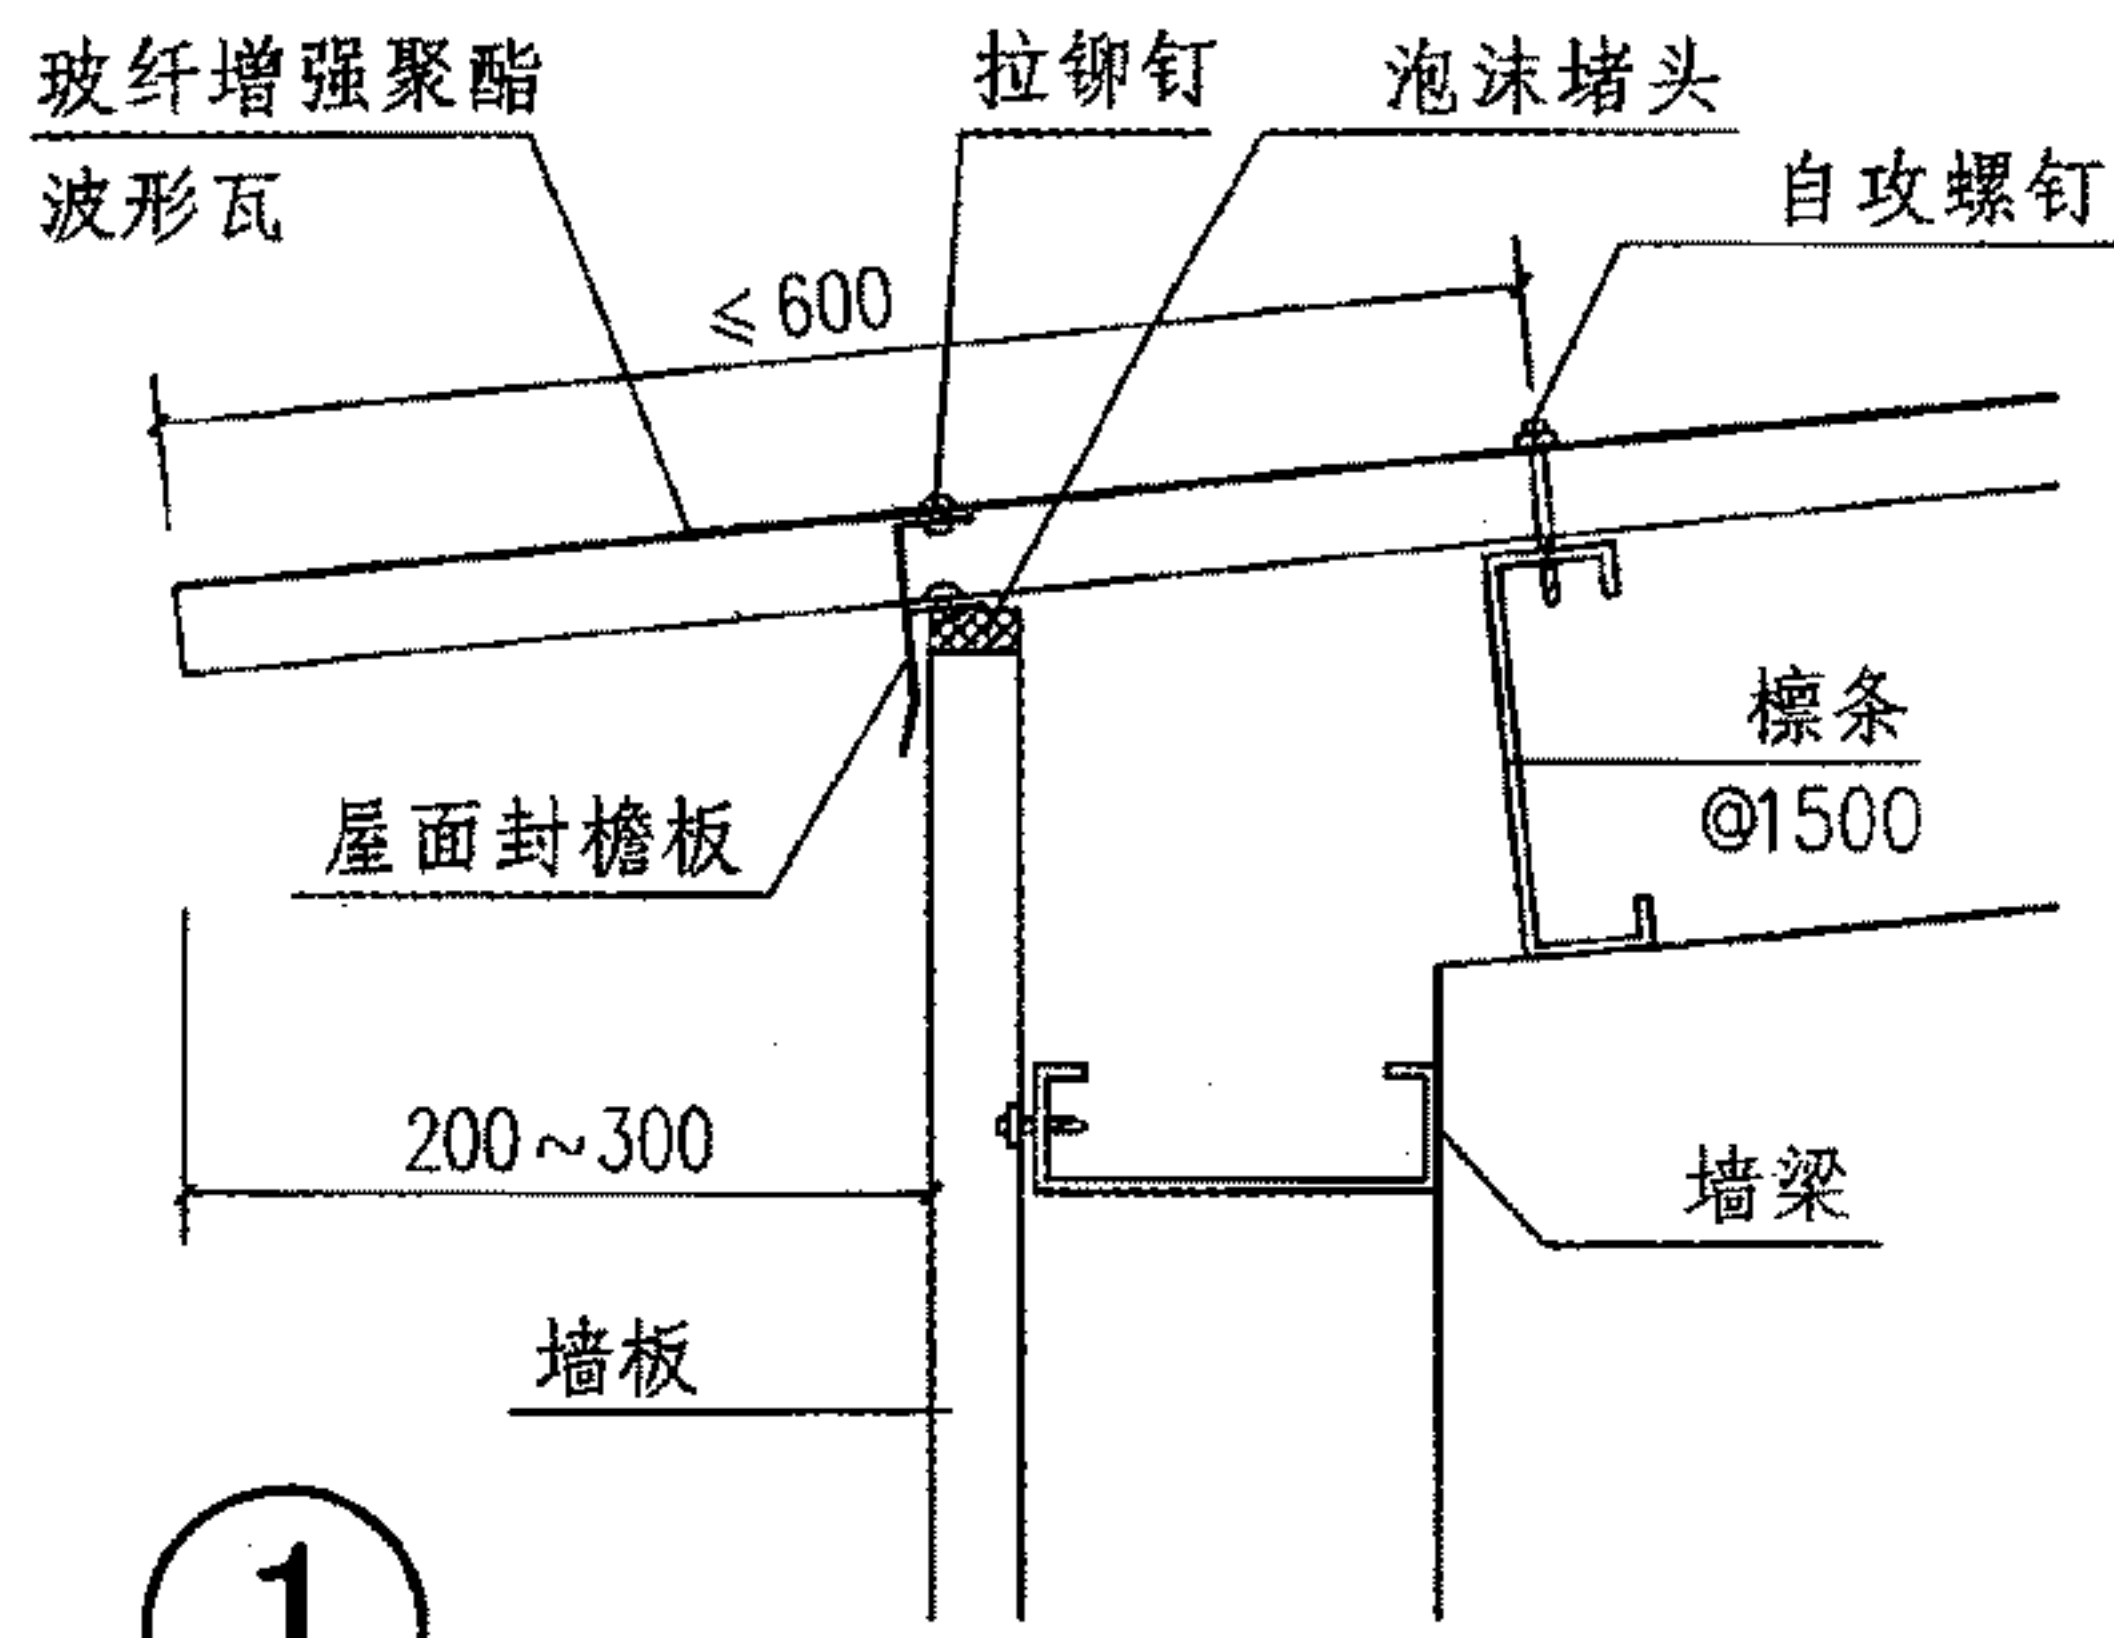 玻纤增强聚酯
波形瓦
拉铆钉
泡沫堵头
自攻螺钉
≤600
檩条
@1500
屋面封檐板
200~300
墙梁
墙板
1